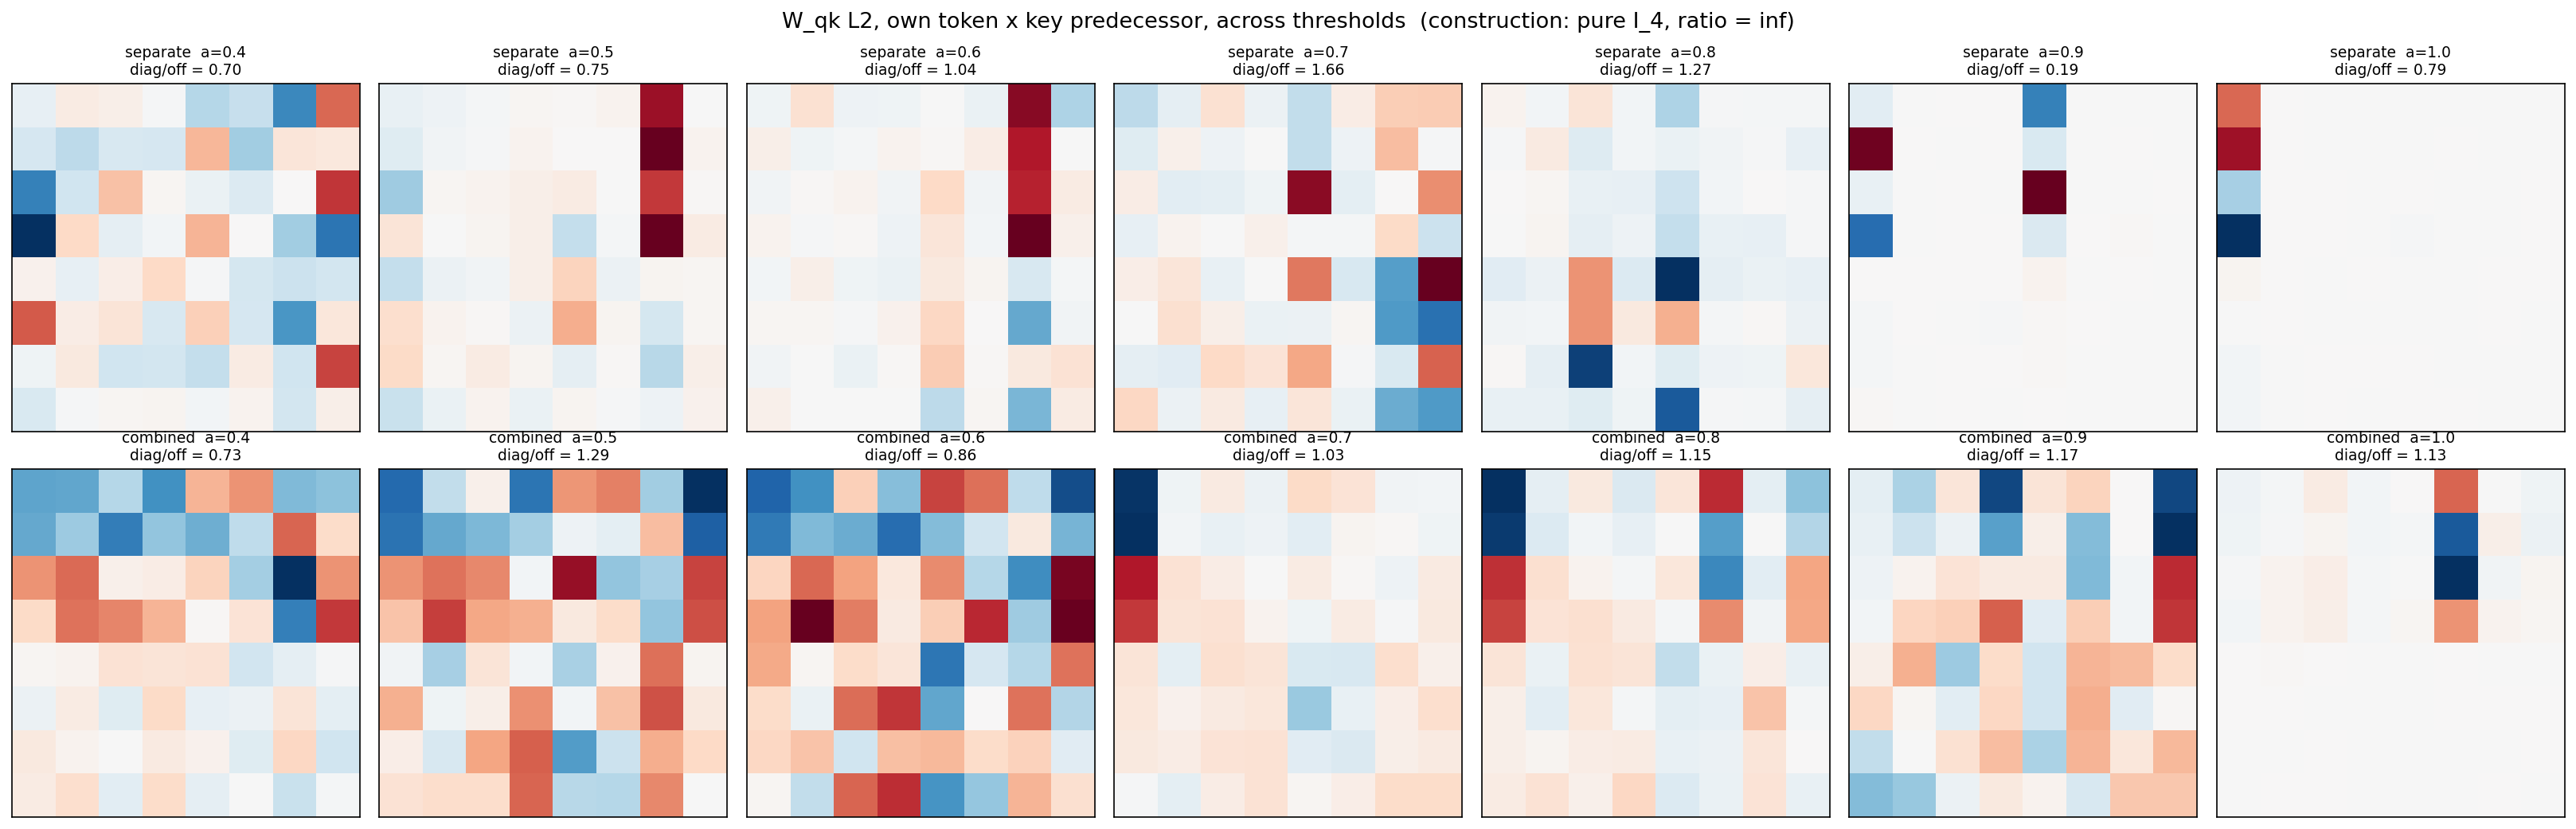 W_qk L2, own token x key predecessor, across thresholds  (construction: pure I_4, ratio = inf)
separate  a=0.4
diag/off = 0.70
separate  a=0.5
diag/off = 0.75
separate  a=0.6
diag/off = 1.04
separate  a=0.7
diag/off = 1.66
separate  a=0.8
diag/off = 1.27
separate  a=0.9
diag/off = 0.19
separate  a=1.0
diag/off = 0.79
combined  a=0.4
diag/off = 0.73
combined  a=0.5
diag/off = 1.29
combined  a=0.6
diag/off = 0.86
combined  a=0.7
diag/off = 1.03
combined  a=0.8
diag/off = 1.15
combined  a=0.9
diag/off = 1.17
combined  a=1.0
diag/off = 1.13